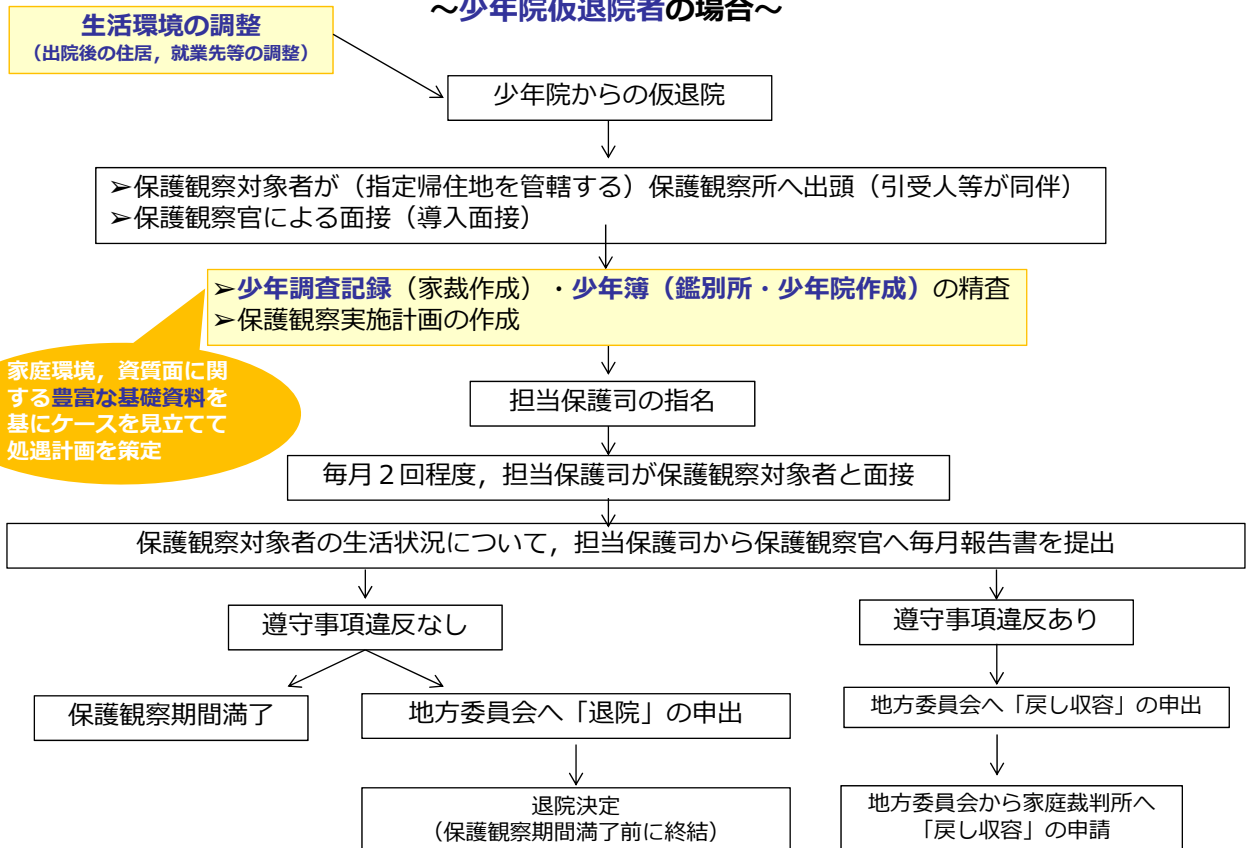 ～少年院仮退院者の場合～
生活環境の調整
（出院後の住居，就業先等の調整）
少年院からの仮退院
➢保護観察対象者が（指定帰住地を管轄する）保護観察所へ出頭（引受人等が同伴）
➢保護観察官による面接（導入面接）
➢少年調査記録（家裁作成）・少年簿（鑑別所・少年院作成）の精査
➢保護観察実施計画の作成
家庭環境，資質面に関
する豊富な基礎資料を
基にケースを見立てて
処遇計画を策定
担当保護司の指名
毎月２回程度，担当保護司が保護観察対象者と面接
保護観察対象者の生活状況について，担当保護司から保護観察官へ毎月報告書を提出
遵守事項違反なし
遵守事項違反あり
保護観察期間満了
地方委員会へ「退院」の申出
地方委員会へ「戻し収容」の申出
退院決定
（保護観察期間満了前に終結）
地方委員会から家庭裁判所へ
「戻し収容」の申請